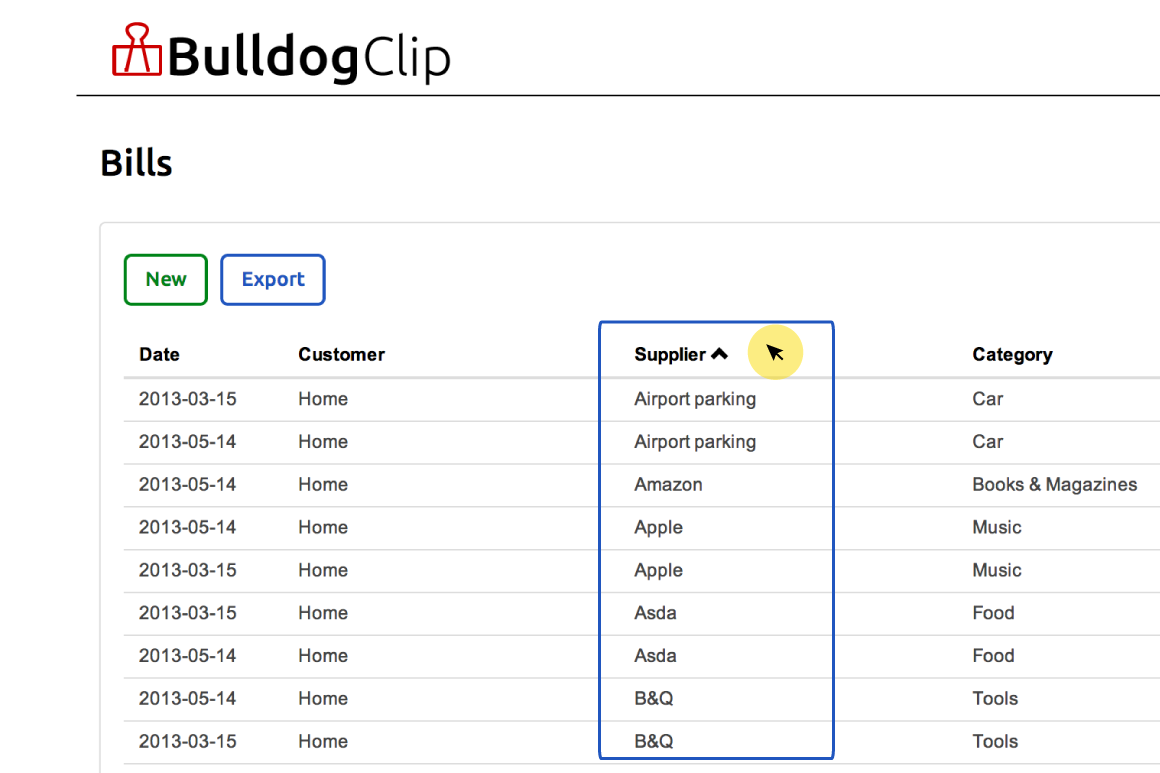 BulldogClip
Bills
New Export
Date Customer Supplier Category
2013-03-15 Home Airport parking Car
2013-05-14 Home Airport parking Car
2013-05-14 Home Amazon Books & Magazines
2013-05-14 Home Apple Music
2013-03-15 Home Apple Music
2013-03-15 Home Asda Food
2013-05-14 Home Asda Food
2013-05-14 Home B&Q Tools
2013-03-15 Home B&Q Tools